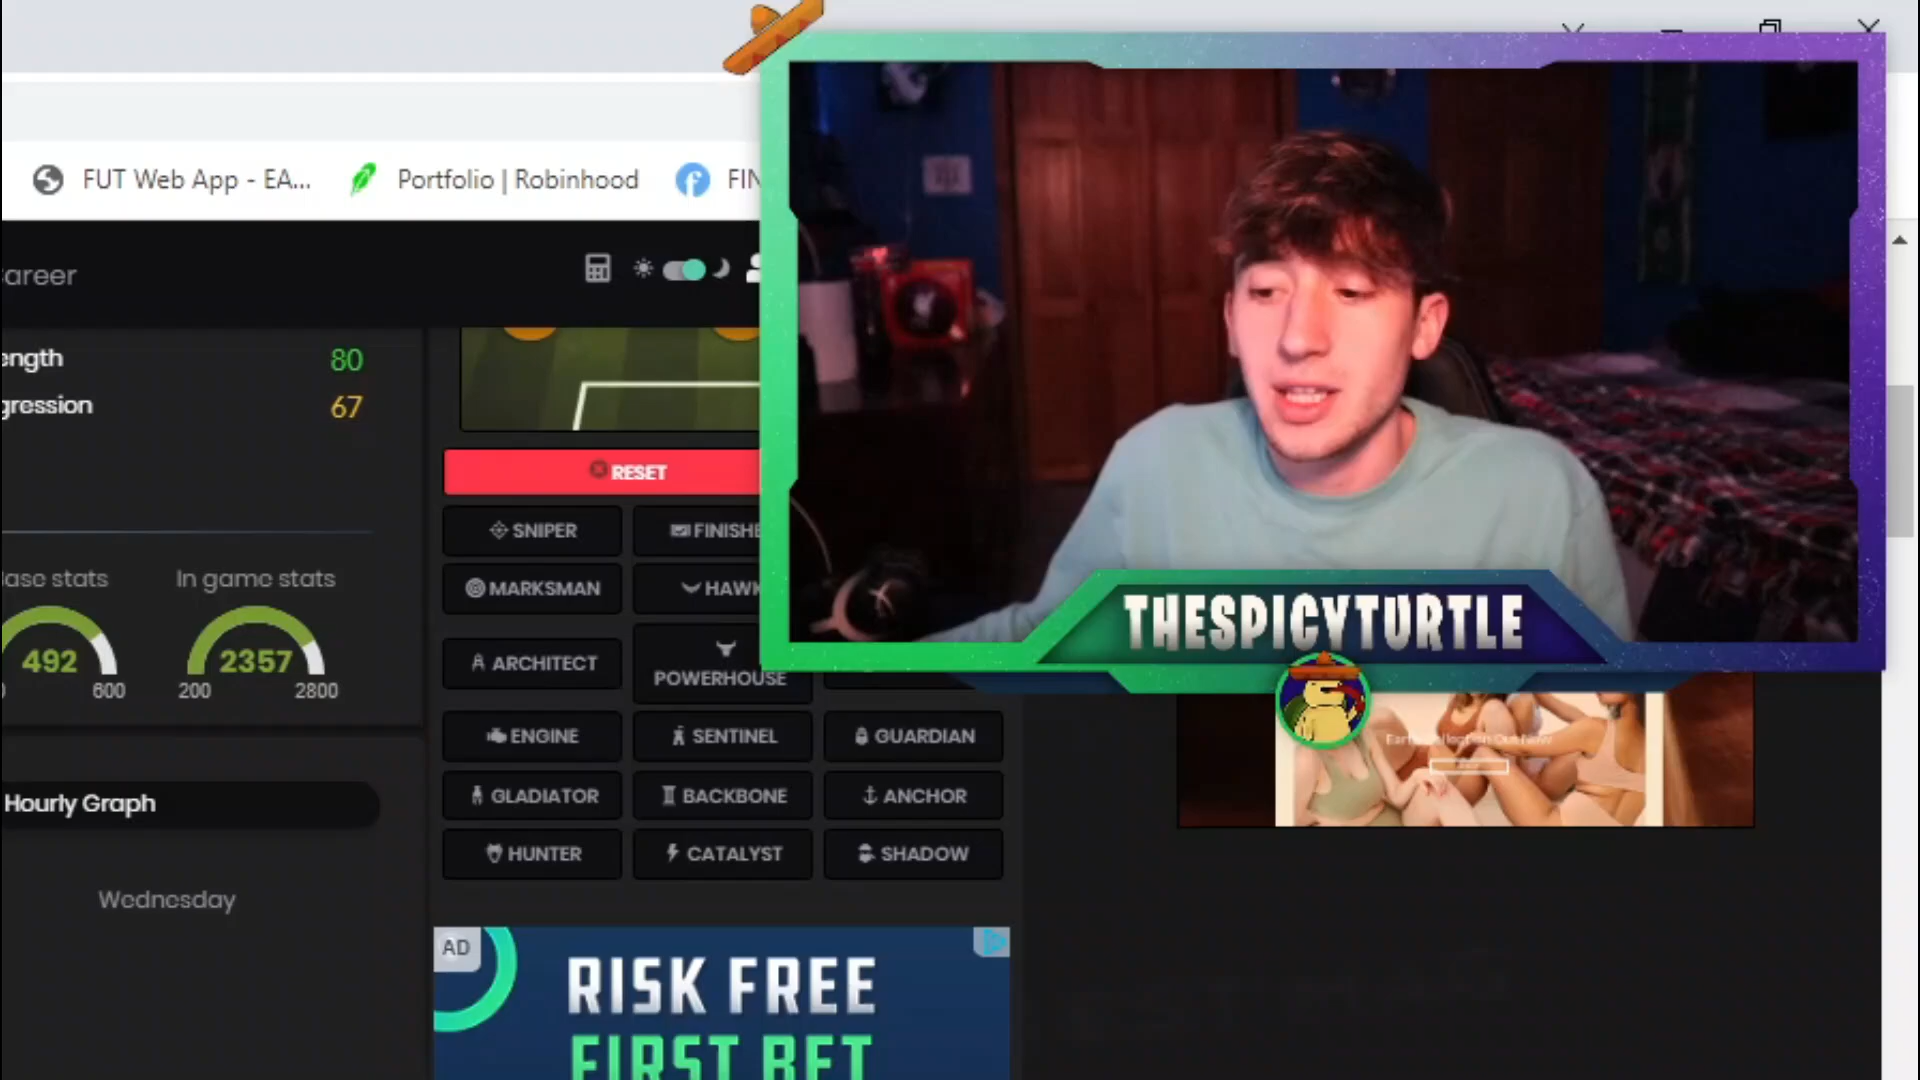 FUT Web App - EA...
Portfolio | Robinhood
FIN
Career
ength
80
gression
67
RESET
SNIPER
FINISHE
MARKSMAN
HAWK
ARCHITECT
POWERHOUSE
ENGINE
SENTINEL
GUARDIAN
GLADIATOR
BACKBONE
ANCHOR
HUNTER
CATALYST
SHADOW
Base stats
In game stats
492
600
2357
200
2800
Hourly Graph
Wednesday
THESPICYTURTLE
AD
RISK FREE
FIRST BET